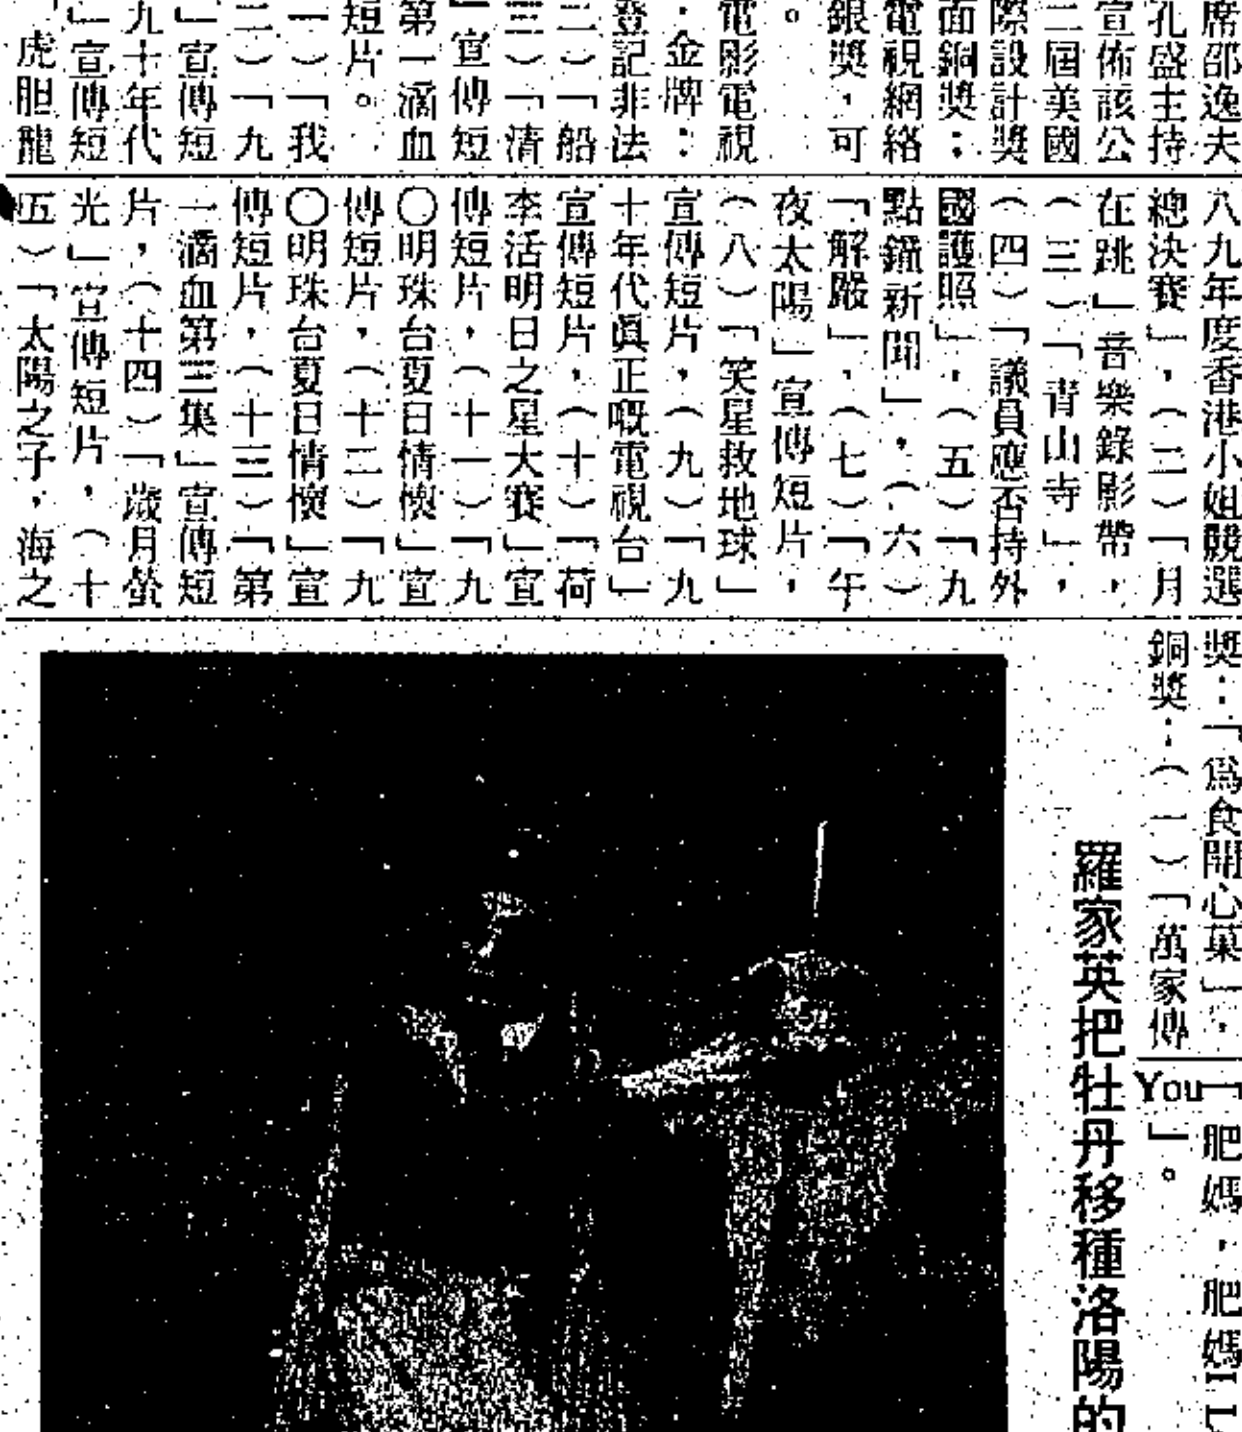 席邵逸夫
孔盛主持
宣佈該公
二屆美國
際設計獎
面銅獎；
電視網絡
銀獎，可
。
電影電視
，金牌：
登記非法
二）「船
三）「清
」宣傳短
第一滴血
短片。
一）「我
二）「九
」宣傳短
九十年代
」宣傳短
「虎胆龍
八九年度香港小姐競選
總決賽」，（二）「月
在跳」音樂錄影帶，
（三）「青山寺」，
（四）「議員應否持外
國護照」，（五）「九
點鐘新聞」，（六）
「解嚴」，（七）「午
夜太陽」宣傳短片，
（八）「笑星救地球」
宣傳短片，（九）「九
十年代眞正嘅電視台」
宣傳短片，（十）「荷
李活明日之星大賽」宣
傳短片，（十一）「九
〇明珠台夏日情懷」宣
傳短片，（十二）「九
〇明珠台夏日情懷」宣
傳短片，（十三）「第
一滴血第三集」宣傳短
片，（十四）「歲月螢
光」宣傳短片，（十
五）「太陽之子，海之
獎：「爲食開心菓」，
銅獎：（一）「萬家傳
「肥媽，肥媽I L
You」。
羅家英把牡丹移種洛陽的